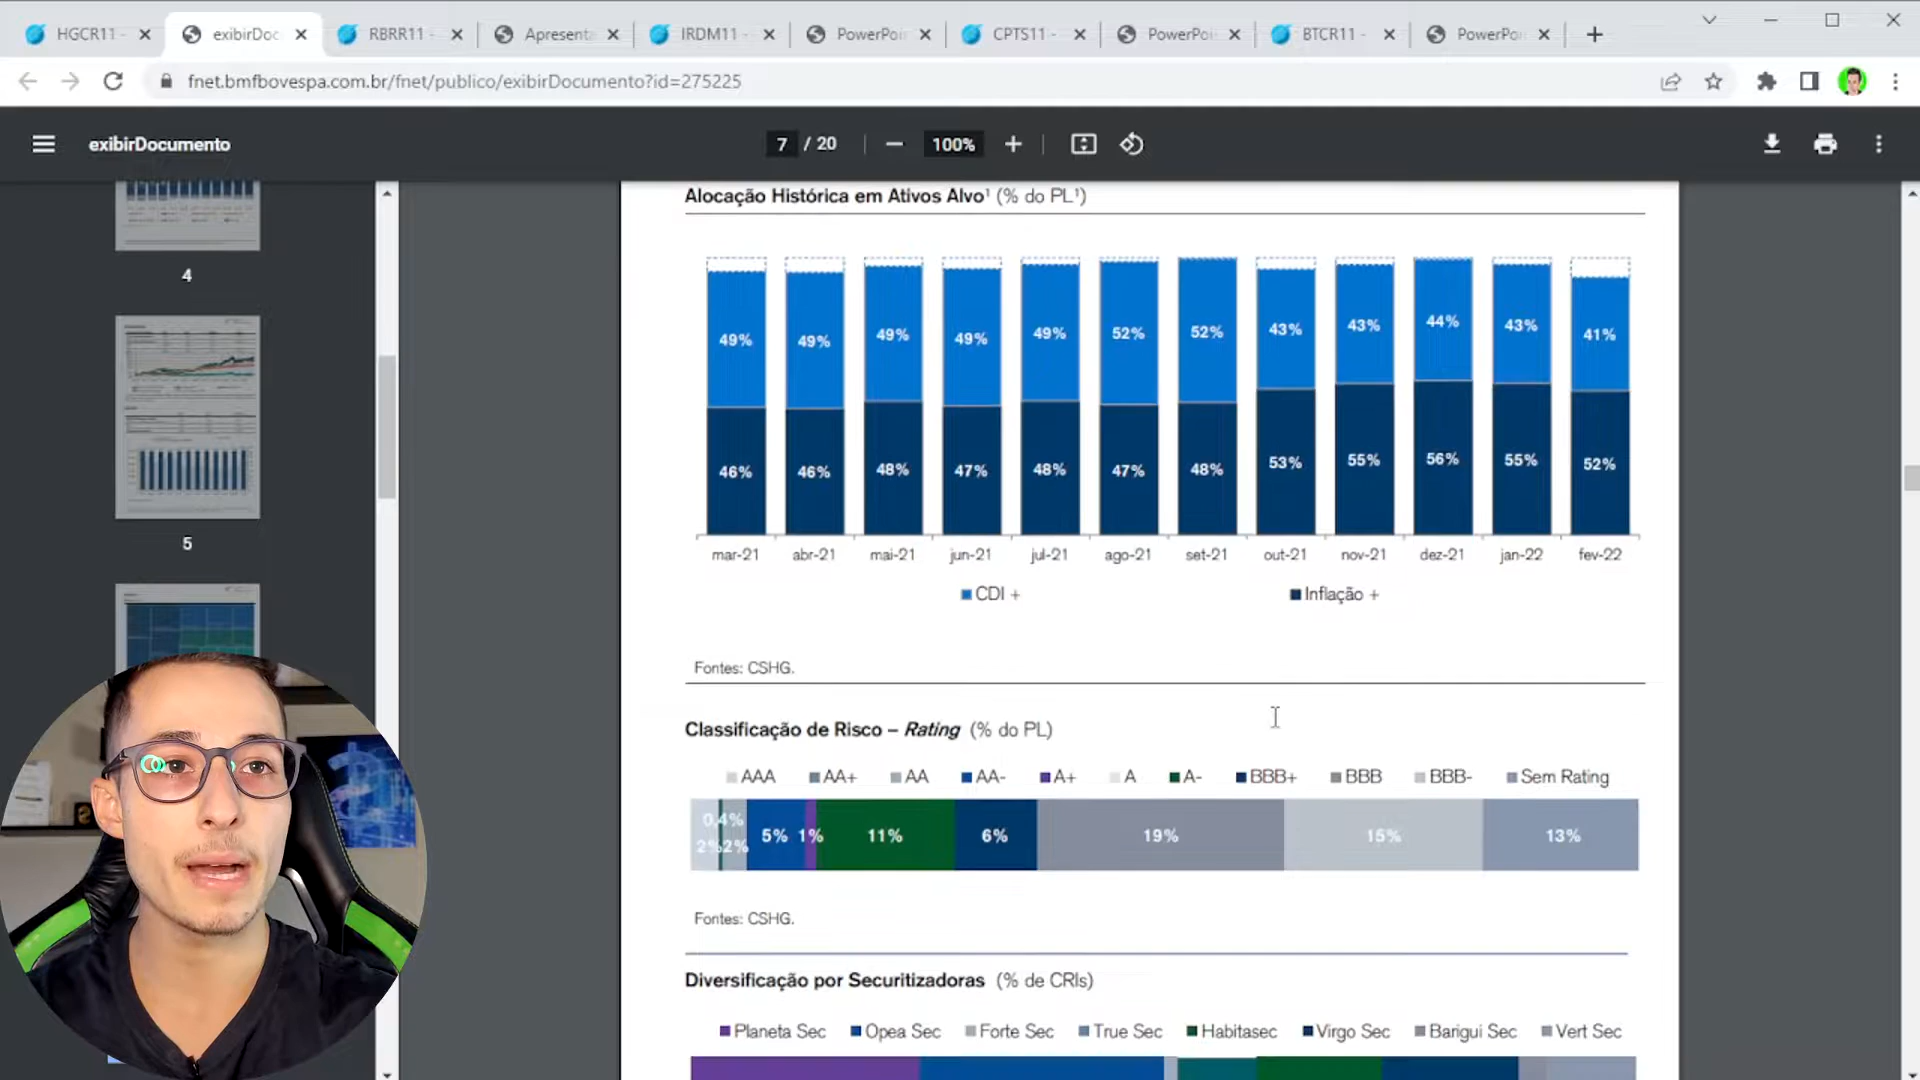 HGCR11 -
exibirDoc
RBRR11 -
Apresenta
IRDM11 -
PowerPoi
CPTS11 -
PowerPoi
BTCR11 -
PowerPoi
fnet.bmfbovespa.com.br/fnet/publico/exibirDocumento?id=275225
exibirDocumento
7 / 20
100%
4
5
Alocação Histórica em Ativos Alvo¹ (% do PL¹)
49% 49% 49% 49% 49% 52% 52% 43% 43% 44% 43% 41%
46% 46% 48% 47% 48% 47% 48% 53% 55% 56% 55% 52%
mar-21 abr-21 mai-21 jun-21 jul-21 ago-21 set-21 out-21 nov-21 dez-21 jan-22 fev-22
CDI + Inflação +
Fontes: CSHG.
Classificação de Risco – Rating (% do PL)
AAA AA+ AA AA- A+ A A- BBB+ BBB BBB- Sem Rating
0.4%
2% 2% 5% 1% 11% 6% 19% 15% 13%
Fontes: CSHG.
Diversificação por Securitizadoras (% de CRIs)
Planeta Sec Opea Sec Forte Sec True Sec Habitasec Virgo Sec Barigui Sec Vert Sec